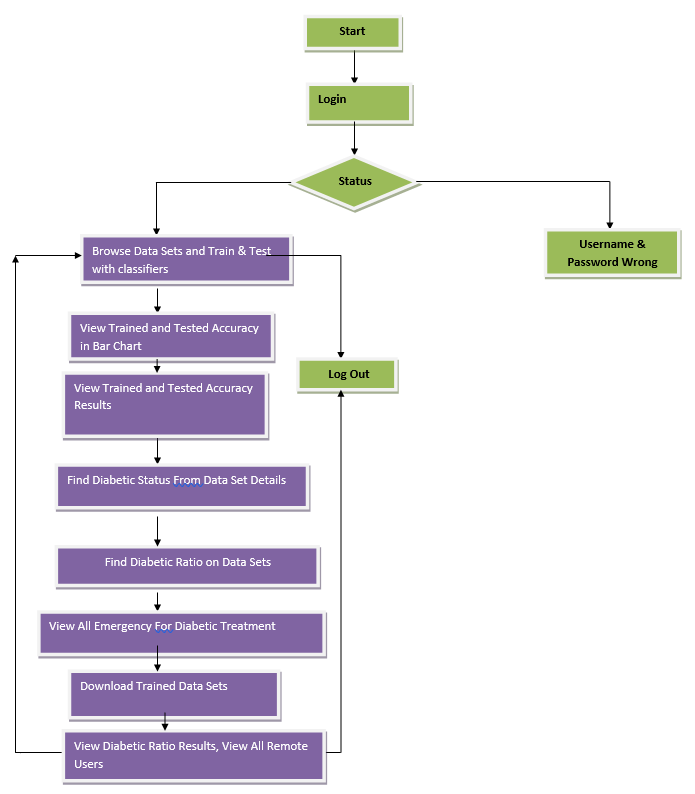 Start
Login
Status
Browse Data Sets and Train & Test
with classifiers
Username &
Password Wrong
View Trained and Tested Accuracy
in Bar Chart
Log Out
View Trained and Tested Accuracy
Results
Find Diabetic Status From Data Set Details
Find Diabetic Ratio on Data Sets
View All Emergency For Diabetic Treatment
Download Trained Data Sets
View Diabetic Ratio Results, View All Remote
Users